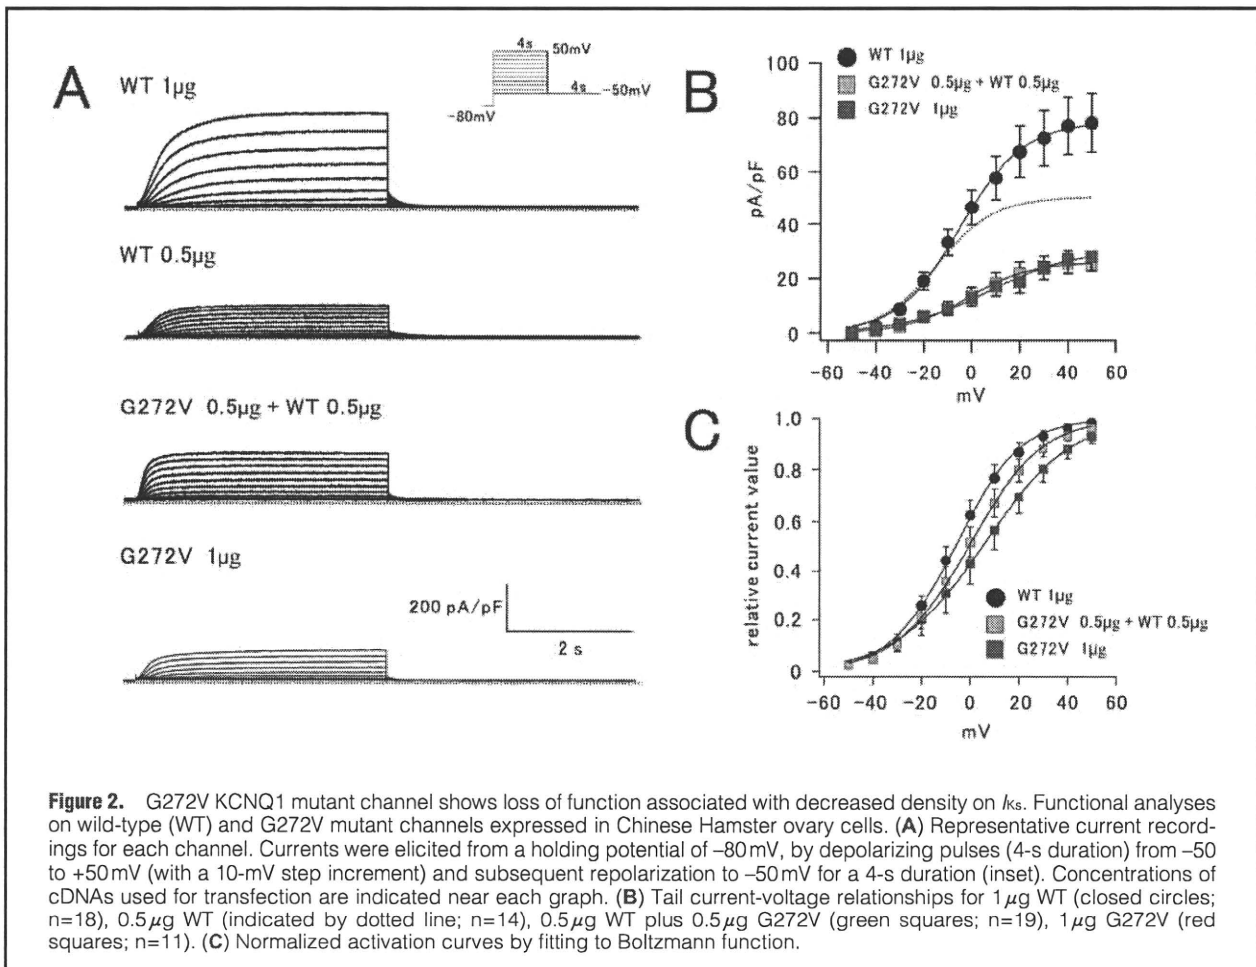 A
WT 1µg
4s
50mV
4s
−50mV
−80mV
WT 0.5µg
G272V 0.5µg + WT 0.5µg
G272V 1µg
200 pA/pF
2 s
B
WT 1µg
G272V 0.5µg + WT 0.5µg
G272V 1µg
100
80
60
40
20
0
pA/pF
−60 −40 −20 0 20 40 60
mV
C
1.0
0.8
0.6
0.4
0.2
0
relative current value
WT 1µg
G272V 0.5µg + WT 0.5µg
G272V 1µg
−60 −40 −20 0 20 40 60
mV
Figure 2. G272V KCNQ1 mutant channel shows loss of function associated with decreased density on IKs. Functional analyses
on wild-type (WT) and G272V mutant channels expressed in Chinese Hamster ovary cells. (A) Representative current record-
ings for each channel. Currents were elicited from a holding potential of –80 mV, by depolarizing pulses (4-s duration) from –50
to +50 mV (with a 10-mV step increment) and subsequent repolarization to –50 mV for a 4-s duration (inset). Concentrations of
cDNAs used for transfection are indicated near each graph. (B) Tail current-voltage relationships for 1 µg WT (closed circles;
n=18), 0.5 µg WT (indicated by dotted line; n=14), 0.5 µg WT plus 0.5 µg G272V (green squares; n=19), 1 µg G272V (red
squares; n=11). (C) Normalized activation curves by fitting to Boltzmann function.